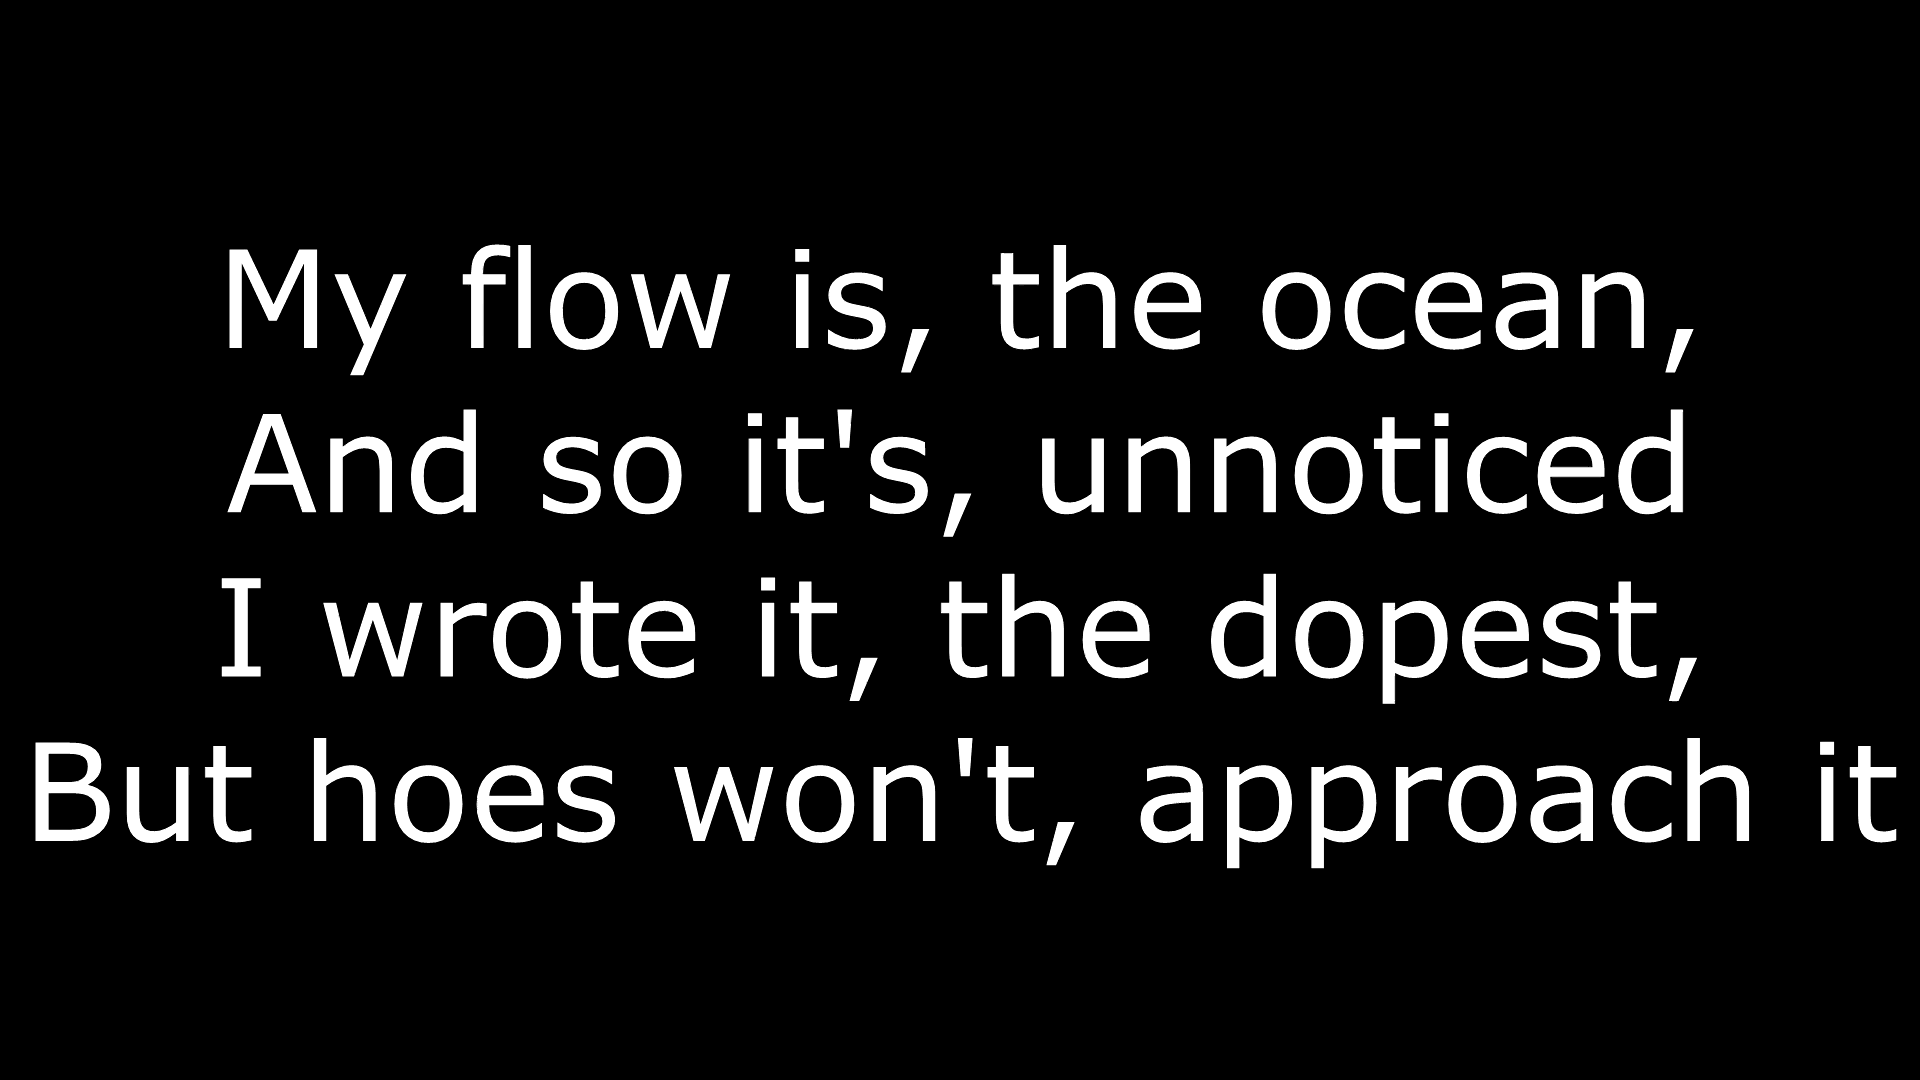 My flow is, the ocean,
And so it's, unnoticed
I wrote it, the dopest,
But hoes won't, approach it